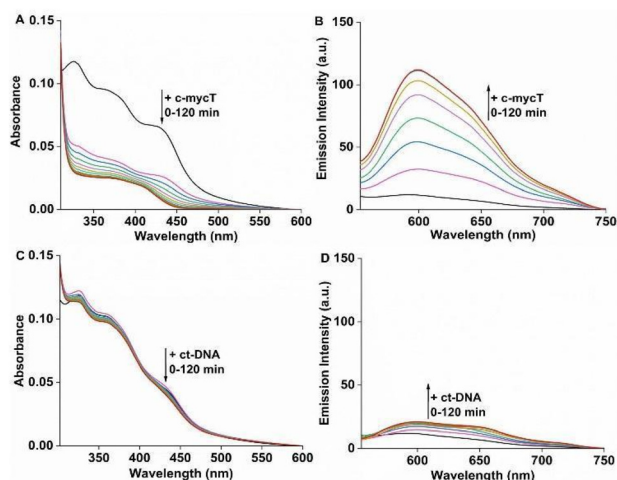 A
0.15
0.10
0.05
0.00
Absorbance
+ c-mycT
0-120 min
350 400 450 500 550 600
Wavelength (nm)
B
150
100
50
0
Emission Intensity (a.u.)
+ c-mycT
0-120 min
600 650 700 750
Wavelength (nm)
C
0.15
0.10
0.05
0.00
Absorbance
+ ct-DNA
0-120 min
350 400 450 500 550 600
Wavelength (nm)
D
150
100
50
0
Emission Intensity (a.u.)
+ ct-DNA
0-120 min
600 650 700 750
Wavelength (nm)